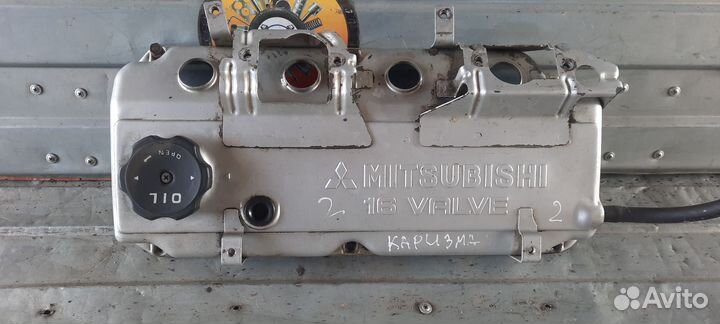 OPEN
OIL
MITSUBISHI
2 16 VALVE 2
КАРИЗМА
Avito